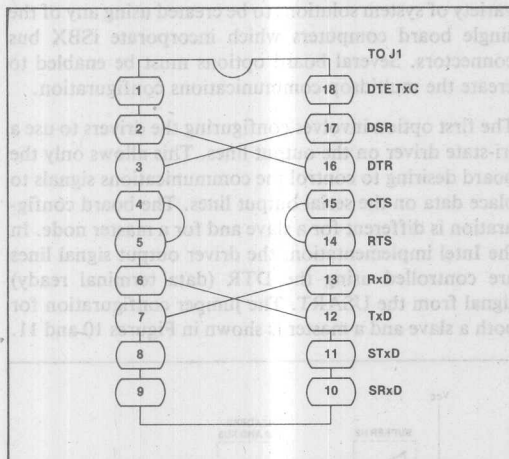 TO J1
18 DTE TxC
2 17 DSR
3 16 DTR
4 15 CTS
5 14 RTS
6 13 RxD
7 12 TxD
8 11 STxD
9 10 SRxD
variety of system solutions to be created using any of the
single board computers which incorporate iSBX bus
connectors. Several board options must be enabled to
create the multidrop communications configuration.
The first option involves configuring the drivers to use a
tri-state driver on the output lines. This allows only the
board desiring to control the communications signals to
place data on the output lines. The board config-
uration is different for a slave and for a master node. In
the Intel implementation, the driver output signal lines
are controlled using the DTR (data terminal ready)
signal from the USART. The jumper configuration for
both a slave and a master is shown in Figures 10 and 11.
Vcc